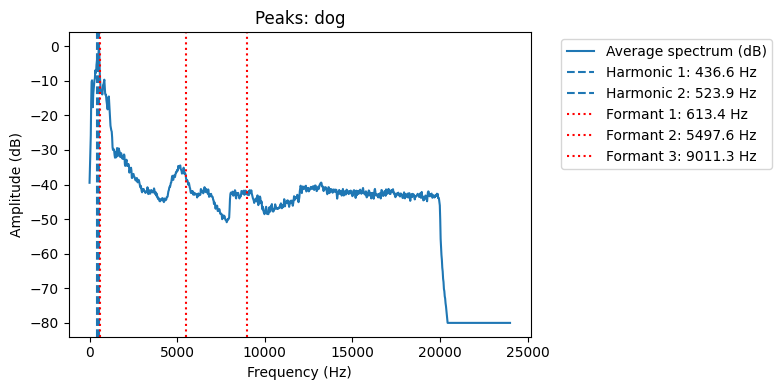 Peaks: dog
Amplitude (dB)
0
−10
−20
−30
−40
−50
−60
−70
−80
0
5000
10000
15000
20000
25000
Frequency (Hz)
Average spectrum (dB)
Harmonic 1: 436.6 Hz
Harmonic 2: 523.9 Hz
Formant 1: 613.4 Hz
Formant 2: 5497.6 Hz
Formant 3: 9011.3 Hz